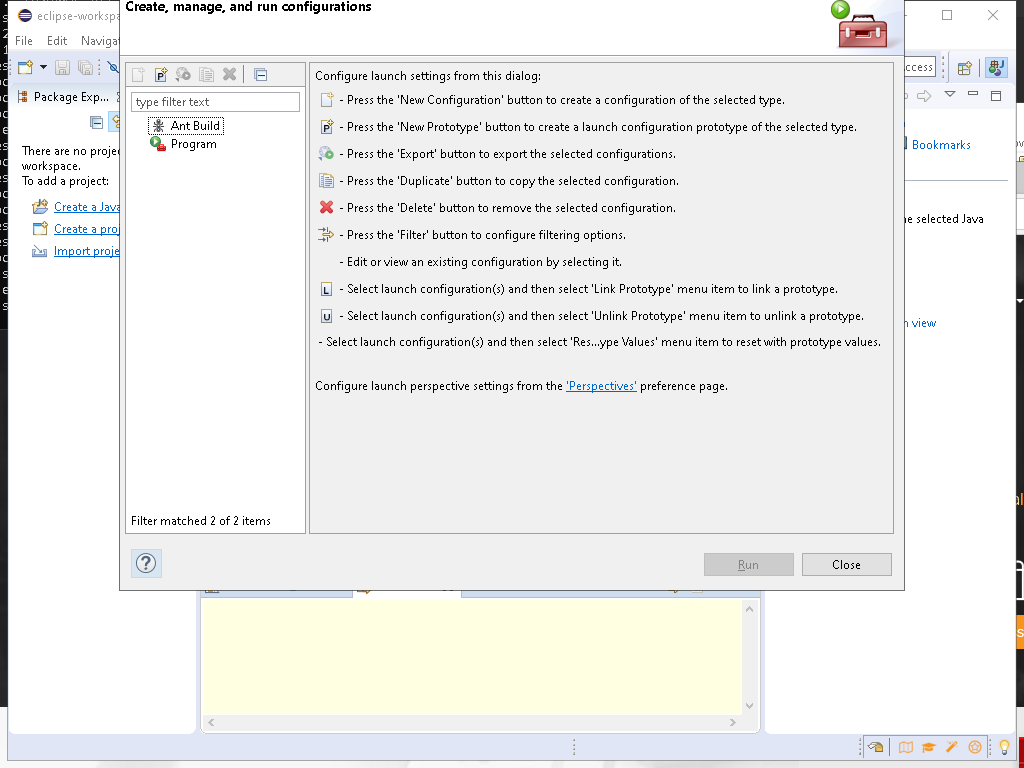 Create, manage, and run configurations
eclipse-workspa
File Edit Naviga
Package Exp...
There are no proje
workspace.
To add a project:
Create a Java
Create a proj
Import proje
type filter text
Ant Build
Program
Filter matched 2 of 2 items
Configure launch settings from this dialog:
- Press the 'New Configuration' button to create a configuration of the selected type.
- Press the 'New Prototype' button to create a launch configuration prototype of the selected type.
- Press the 'Export' button to export the selected configurations.
- Press the 'Duplicate' button to copy the selected configuration.
- Press the 'Delete' button to remove the selected configuration.
- Press the 'Filter' button to configure filtering options.
- Edit or view an existing configuration by selecting it.
L - Select launch configuration(s) and then select 'Link Prototype' menu item to link a prototype.
U - Select launch configuration(s) and then select 'Unlink Prototype' menu item to unlink a prototype.
- Select launch configuration(s) and then select 'Res...ype Values' menu item to reset with prototype values.
Configure launch perspective settings from the 'Perspectives' preference page.
?
Run
Close
ccess
Bookmarks
e selected Java
view